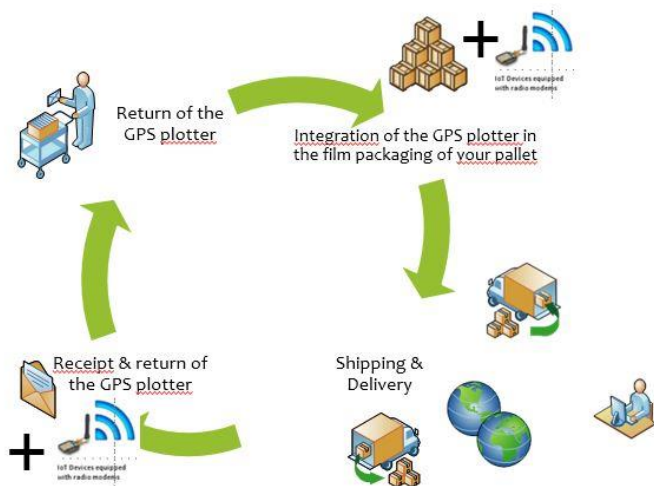 IoT Devices equipped
with radio modems
Return of the
GPS plotter
Integration of the GPS plotter in
the film packaging of your pallet
Shipping &
Delivery
Receipt & return of
the GPS plotter
IoT Devices equipped
with radio modems